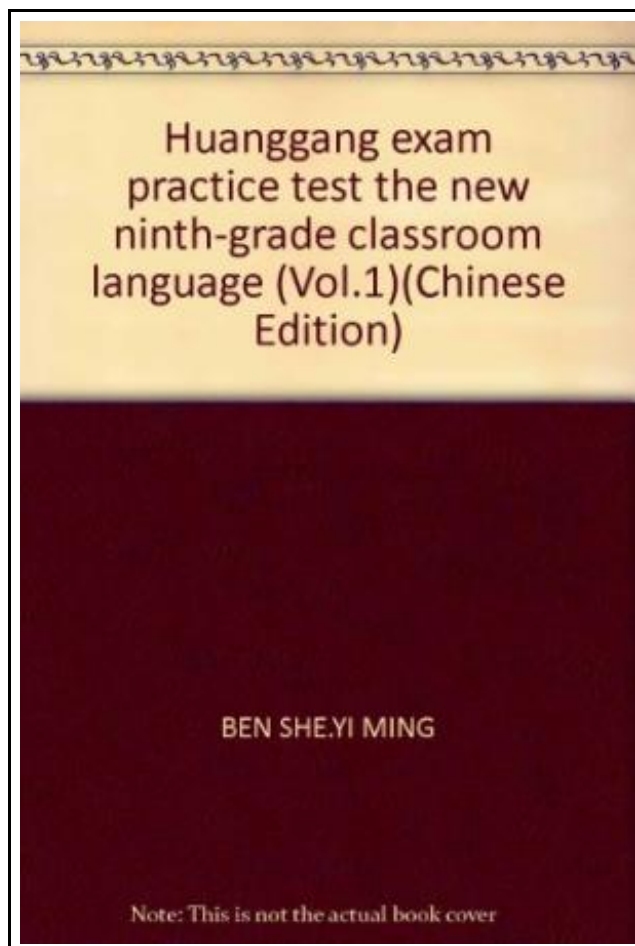 Huanggang exam
practice test the new
ninth-grade classroom
language (Vol.1)(Chinese
Edition)
BEN SHE.YI MING
Note: This is not the actual book cover